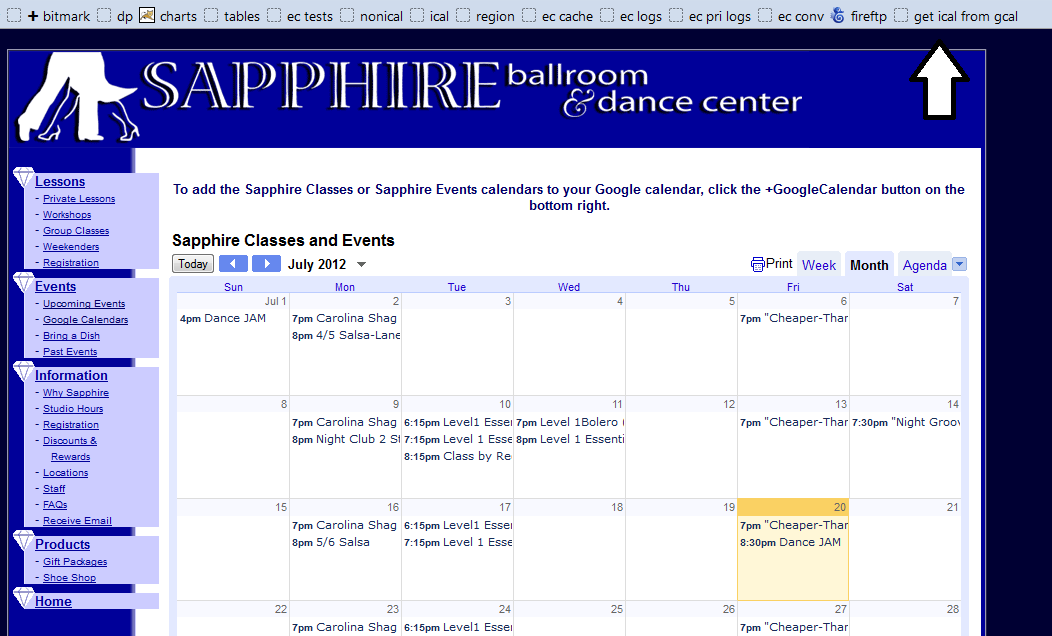 bitmark dp charts tables ec tests nonical ical region ec cache ec logs ec pri logs ec conv fireftp get ical from gcal
SAPPHIRE ballroom
& dance center
Lessons
- Private Lessons
- Workshops
- Group Classes
- Weekenders
- Registration
Events
- Upcoming Events
- Google Calendars
- Bring a Dish
- Past Events
Information
- Why Sapphire
- Studio Hours
- Registration
- Discounts &
Rewards
- Locations
- Staff
- FAQs
- Receive Email
Products
- Gift Packages
- Shoe Shop
Home
To add the Sapphire Classes or Sapphire Events calendars to your Google calendar, click the +GoogleCalendar button on the
bottom right.
Sapphire Classes and Events
Today July 2012 Print Week Month Agenda
Sun Mon Tue Wed Thu Fri Sat
Jul 1 2 3 4 5 6 7
4pm Dance JAM 7pm Carolina Shag 7pm "Cheaper-Thar
8pm 4/5 Salsa-Lane
8 9 10 11 12 13 14
7pm Carolina Shag 6:15pm Level1 Esser 7pm Level 1Bolero ( 7pm "Cheaper-Thar 7:30pm "Night Groov
8pm Night Club 2 St 7:15pm Level 1 Esse 8pm Level 1 Essenti
8:15pm Class by Re
15 16 17 18 19 20 21
7pm Carolina Shag 6:15pm Level1 Esser 7pm "Cheaper-Thar
8pm 5/6 Salsa 7:15pm Level 1 Esse 8:30pm Dance JAM
22 23 24 25 26 27 28
7pm Carolina Shag 6:15pm Level1 Esser 7pm "Cheaper-Thar